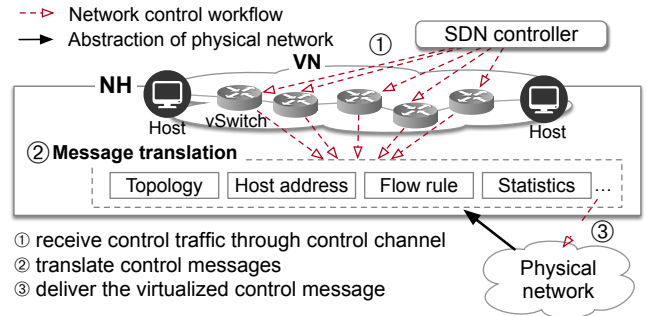 Network control workflow
Abstraction of physical network
①
SDN controller
VN
NH
Host
vSwitch
Host
② Message translation
Topology
Host address
Flow rule
Statistics
...
③
① receive control traffic through control channel
② translate control messages
③ deliver the virtualized control message
Physical
network